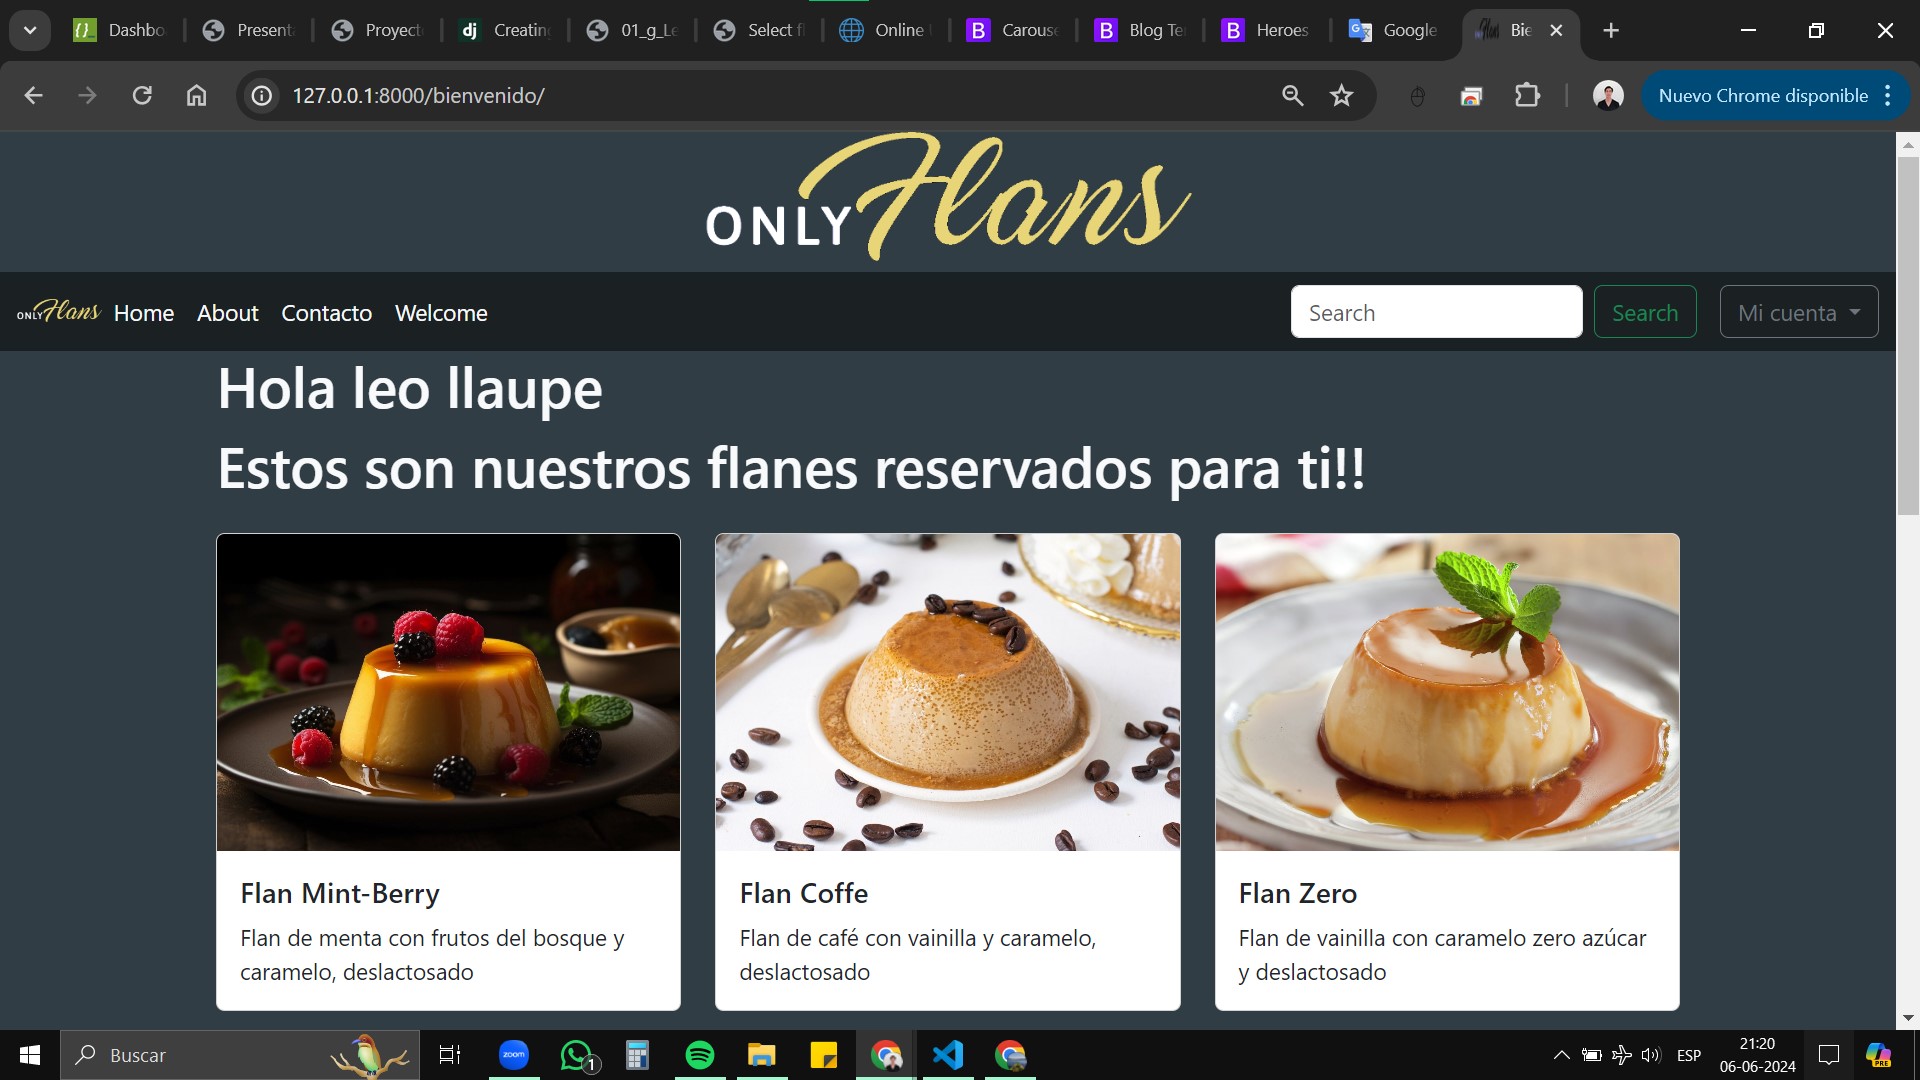 Dashbo
Present
Proyect
dj
Creating
01_g_Le
Select f
Online
B
Carous
B
Blog Te
B
Heroes
Google
Bie
127.0.0.1:8000/bienvenido/
Nuevo Chrome disponible
ONLY Flans
ONLY Flans
Home
About
Contacto
Welcome
Search
Search
Mi cuenta
Hola leo llaupe
Estos son nuestros flanes reservados para ti!!
Flan Mint-Berry
Flan de menta con frutos del bosque y
caramelo, deslactosado
Flan Coffe
Flan de café con vainilla y caramelo,
deslactosado
Flan Zero
Flan de vainilla con caramelo zero azúcar
y deslactosado
Buscar
zoom
1
ESP
21:20
06-06-2024
PRE